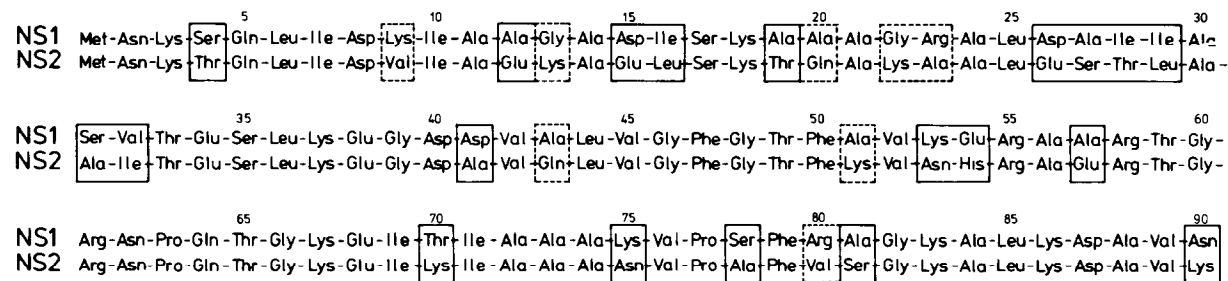 5 10 15 20 25 30
NS1 Met-Asn-Lys-Ser-Gln-Leu-Ile-Asp-Lys-Ile-Ala-Ala-Gly-Ala-Asp-Ile-Ser-Lys-Ala-Ala-Ala-Gly-Arg-Ala-Leu-Asp-Ala-Ile-Ile-Ala
NS2 Met-Asn-Lys-Thr-Gln-Leu-Ile-Asp-Val-Ile-Ala-Glu-Lys-Ala-Glu-Leu-Ser-Lys-Thr-Gln-Ala-Lys-Ala-Ala-Leu-Glu-Ser-Thr-Leu-Ala-
35 40 45 50 55 60
NS1 Ser-Val-Thr-Glu-Ser-Leu-Lys-Glu-Gly-Asp-Asp-Val-Ala-Leu-Val-Gly-Phe-Gly-Thr-Phe-Ala-Val-Lys-Glu-Arg-Ala-Ala-Arg-Thr-Gly-
NS2 Ala-Ile-Thr-Glu-Ser-Leu-Lys-Glu-Gly-Asp-Ala-Val-Gln-Leu-Val-Gly-Phe-Gly-Thr-Phe-Lys-Val-Asn-His-Arg-Ala-Glu-Arg-Thr-Gly-
65 70 75 80 85 90
NS1 Arg-Asn-Pro-Gln-Thr-Gly-Lys-Glu-Ile-Thr-Ile-Ala-Ala-Ala-Lys-Val-Pro-Ser-Phe-Arg-Ala-Gly-Lys-Ala-Leu-Lys-Asp-Ala-Val-Asn
NS2 Arg-Asn-Pro-Gln-Thr-Gly-Lys-Glu-Ile-Lys-Ile-Ala-Ala-Ala-Asn-Val-Pro-Ala-Phe-Val-Ser-Gly-Lys-Ala-Leu-Lys-Asp-Ala-Val-Lys